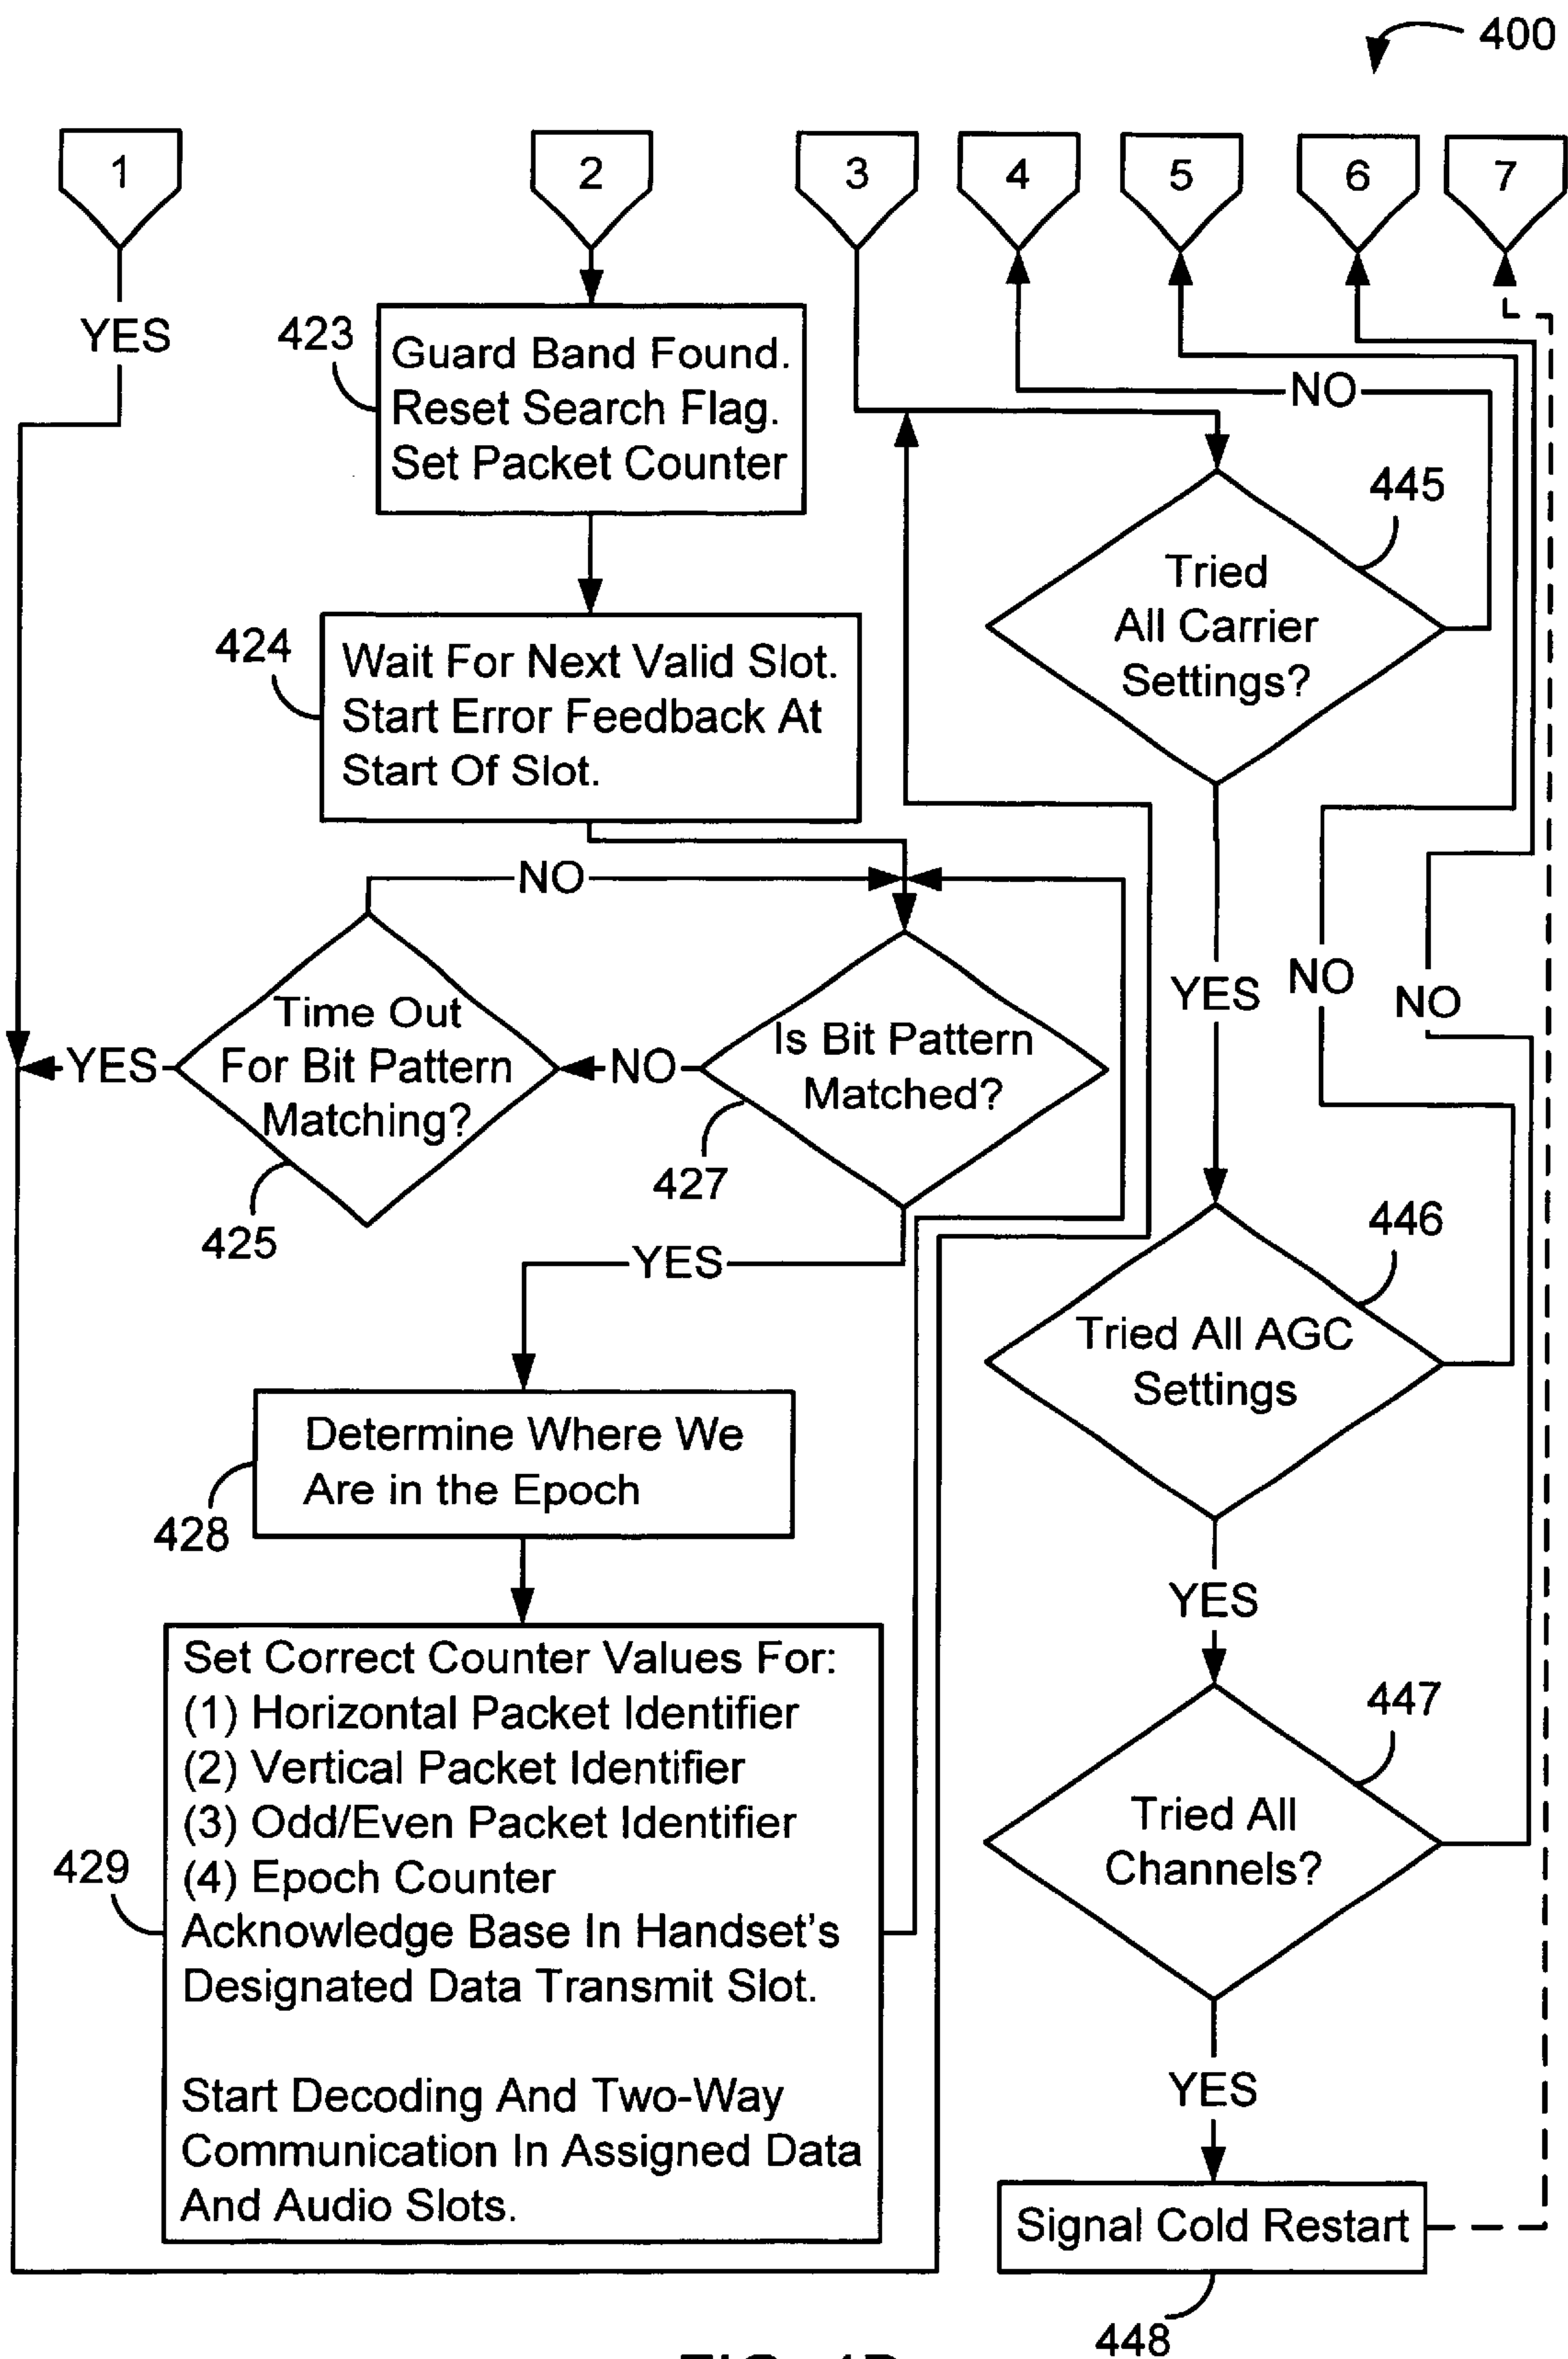 400
1
2
3
4
5
6
7
YES
423
Guard Band Found.
Reset Search Flag.
Set Packet Counter
NO
445
Tried
All Carrier
Settings?
424
Wait For Next Valid Slot.
Start Error Feedback At
Start Of Slot.
NO
YES
NO
NO
Time Out
For Bit Pattern
Matching?
YES
NO
Is Bit Pattern
Matched?
425
427
YES
446
Tried All AGC
Settings
Determine Where We
Are in the Epoch
428
YES
Set Correct Counter Values For:
(1) Horizontal Packet Identifier
(2) Vertical Packet Identifier
(3) Odd/Even Packet Identifier
(4) Epoch Counter
Acknowledge Base In Handset's
Designated Data Transmit Slot.
Start Decoding And Two-Way
Communication In Assigned Data
And Audio Slots.
429
447
Tried All
Channels?
YES
Signal Cold Restart
448